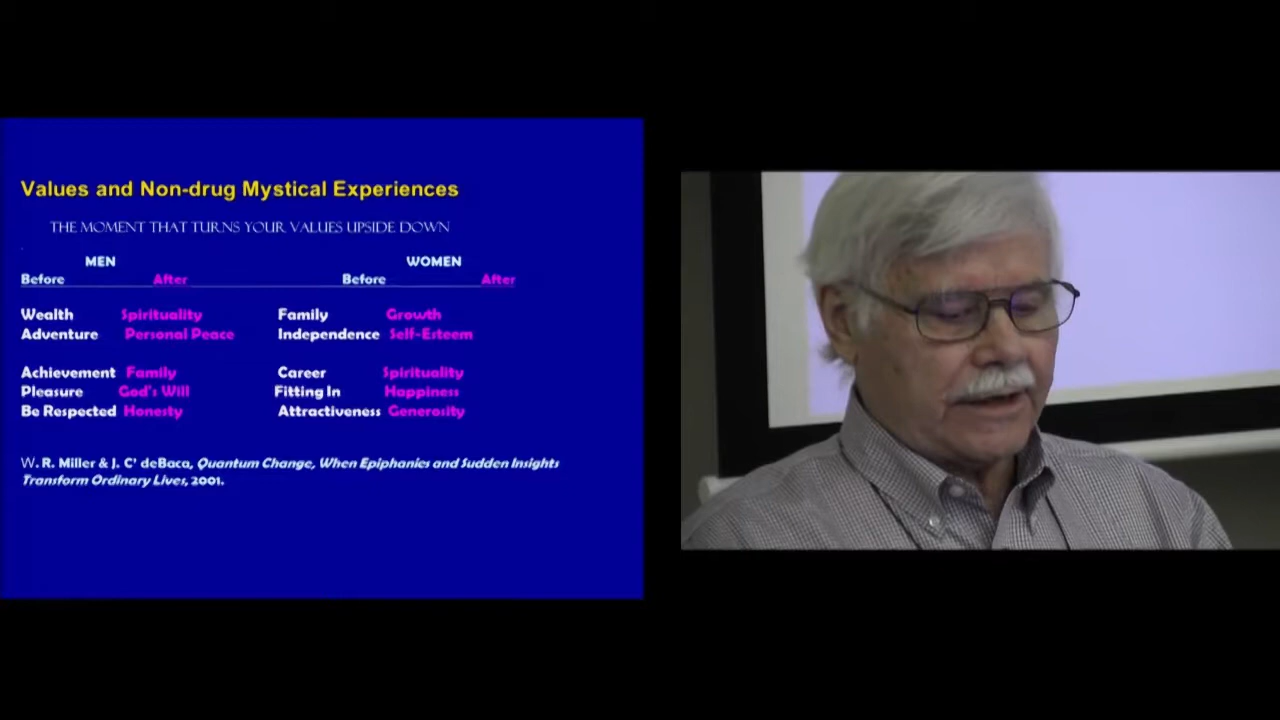 Values and Non-drug Mystical Experiences
THE MOMENT THAT TURNS YOUR VALUES UPSIDE DOWN
MEN WOMEN
Before After Before After
Wealth Spirituality Family Growth
Adventure Personal Peace Independence Self-Esteem
Achievement Family Career Spirituality
Pleasure God's Will Fitting In Happiness
Be Respected Honesty Attractiveness Generosity
W. R. Miller & J. C' deBaca, Quantum Change, When Epiphanies and Sudden Insights
Transform Ordinary Lives, 2001.